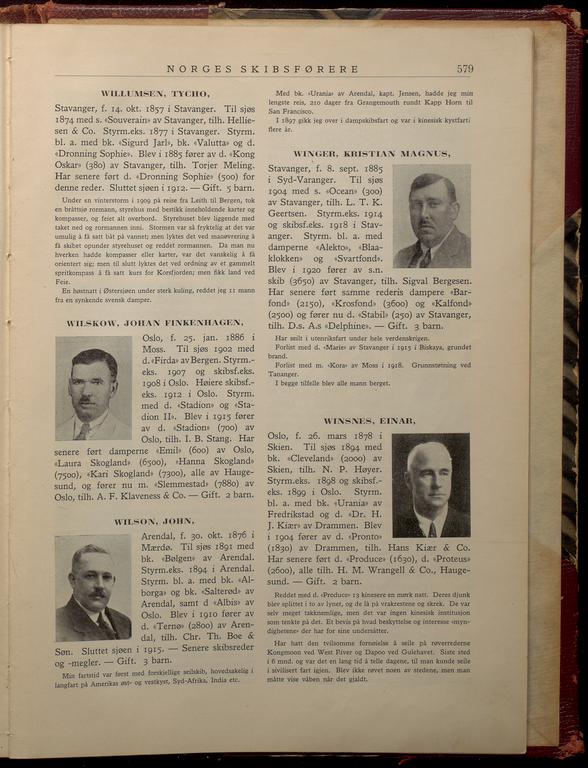 NORGES SKIBSFØRERE 579
WILLUMSEN, TYCHO,
Stavanger, f. 14. okt. 1857 i Stavanger. Til sjøs
1874 med s. «Souverain» av Stavanger, tilh. Hellie-
sen & Co. Styrm.eks. 1877 i Stavanger. Styrm.
bl. a. med bk. «Sigurd Jarl», bk. «Valutta» og d.
«Dronning Sophie». Blev i 1885 fører av d. «Kong
Oskar» (380) av Stavanger, tilh. Torjer Meling.
Har senere ført d. «Dronning Sophie» (500) for
denne reder. Sluttet sjøen i 1912. — Gift. 5 barn.
Under en vinterstorm i 1909 på reise fra Leith til Bergen, tok
en bråttsjø rormann, styrehus med bestikk inneholdende karter og
kompasser, og feiet alt overbord. Styrehuset blev liggende med
taket ned og rormannen inni. Stormen var så fryktelig at det var
umulig å få satt båt på vannet; men lyktes det ved manøvrering å
få skibet opunder styrehuset og reddet rormannen. Da man nu
hverken hadde kompasser eller karter, var det vanskelig å få
orientert sig; men til slutt lyktes det ved ordning av et gammelt
spritkompass å få satt kurs for Korsfjorden; men fikk land ved
Feie.
En høstnatt i Østersjøen under sterk kuling, reddet jeg 11 mann
fra en synkende svensk damper.
WILSKOW, JOHAN FINKENHAGEN,
Oslo, f. 25. jan. 1886 i
Moss. Til sjøs 1902 med
d. «Firda» av Bergen. Styrm.-
eks. 1907 og skibsf.eks.
1908 i Oslo. Høiere skibsf.-
eks. 1912 i Oslo. Styrm.
med d. «Stadion» og «Sta-
dion II». Blev i 1915 fører
av d. «Stadion» (700) av
Oslo, tilh. I. B. Stang. Har
senere ført damperne «Emil» (600) av Oslo,
«Laura Skogland» (6500), «Hanna Skogland»
(7500), «Kari Skogland» (7300), alle av Hauge-
sund, og fører nu m. «Slemmestad» (7880) av
Oslo, tilh. A. F. Klaveness & Co. — Gift. 2 barn.
WILSON, JOHN,
Arendal, f. 30. okt. 1876 i
Mærdø. Til sjøs 1891 med
bk. «Bølgen» av Arendal.
Styrm.eks. 1894 i Arendal.
Styrm. bl. a. med bk. «Al-
borga» og bk. «Salterød» av
Arendal, samt d «Albis» av
Oslo. Blev i 1910 fører av
d. «Ternø» (2800) av Aren-
dal, tilh. Chr. Th. Boe &
Søn. Sluttet sjøen i 1915. — Senere skibsreder
og -megler. — Gift. 3 barn.
Min fartstid var først med forskjellige seilskib, hovedsakelig i
langfart på Amerikas øst- og vestkyst, Syd-Afrika, India etc.
Med bk. «Urania» av Arendal, kapt. Jensen, hadde jeg min
lengste reis, 210 dager fra Grangemouth rundt Kapp Horn til
San Francisco.
I 1897 gikk jeg over i dampskibsfart og var i kinesisk kystfart i
flere år.
WINGER, KRISTIAN MAGNUS,
Stavanger, f. 8. sept. 1885
i Syd-Varanger. Til sjøs
1904 med s. «Ocean» (300)
av Stavanger, tilh. L. T. K.
Geertsen. Styrm.eks. 1914
og skibsf.eks. 1918 i Stav-
anger. Styrm. bl. a. med
damperne «Alekto», «Blaa-
klokken» og «Svartfond».
Blev i 1920 fører av s.n.
skib (3650) av Stavanger, tilh. Sigval Bergesen.
Har senere ført samme rederis dampere «Bar-
fond» (2150), «Krosfond» (3600) og «Kalfond»
(2500) og fører nu d. «Stabil» (250) av Stavanger,
tilh. D.s. A.s «Delphine». — Gift. 3 barn.
Har seilt i utenriksfart under hele verdenskrigen.
Forlist med d. «Marie» av Stavanger i 1915 i Biskaya, grundet
brand.
Forlist med m. «Kora» av Moss i 1918. Grunnstøtning ved
Tananger.
I begge tilfelle blev alle mann berget.
WINSNES, EINAR,
Oslo, f. 26. mars 1878 i
Skien. Til sjøs 1894 med
bk. «Cleveland» (2000) av
Skien, tilh. N. P. Høyer.
Styrm.eks. 1898 og skibsf.-
eks. 1899 i Oslo. Styrm.
bl. a. med bk. «Urania» av
Fredrikstad og d. «Dr. H.
J. Kiær» av Drammen. Blev
i 1904 fører av d. «Pronto»
(1830) av Drammen, tilh. Hans Kiær & Co.
Har senere ført d. «Produce» (1630), d. «Proteus»
(2600), alle tilh. H. M. Wrangell & Co., Hauge-
sund. — Gift. 2 barn.
Reddet med d. «Produce» 13 kinesere en mørk natt. Deres djunk
blev splittet i to av lynet, og de lå på vrakrestene og skrek. De var
selv meget takknemlige, men det var ingen kinesisk institusjon
som tenkte på det. Et bevis på hvad beskyttelse og interesse «myn-
dighetene» der har for sine undersåtter.
Har hatt den tvilsomme fornøielse å seile på røverrederne
Kongmoon ved West River og Dapoo ved Gulehavet. Siste sted
i 6 mnd. og var det en lang tid å telle dagene, til man kunde seile
i sivilisert fart igjen. Blev ikke røvet noen av stedene, men man
måtte vise våben når det gjaldt.